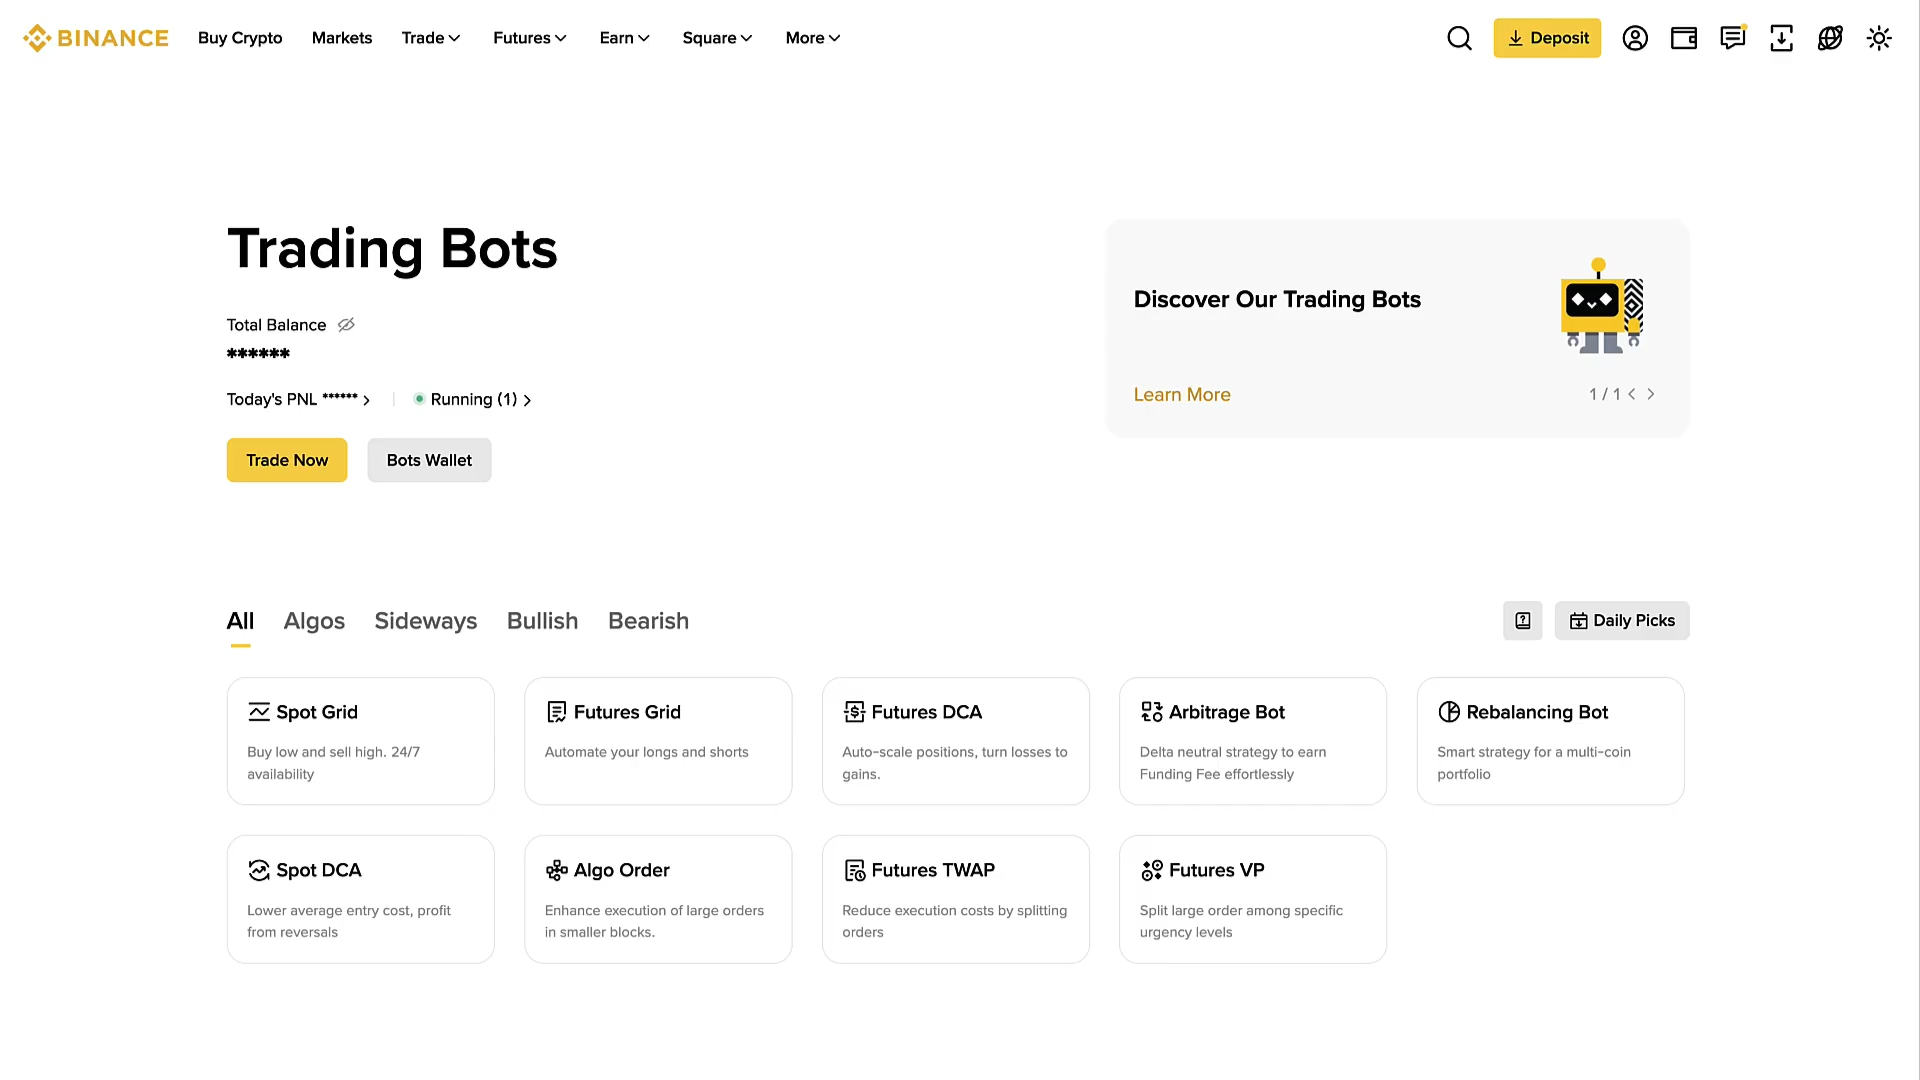 BINANCE Buy Crypto Markets Trade Futures Earn Square More Deposit
Trading Bots
Total Balance
******
Today's PNL ****** Running (1)
Trade Now Bots Wallet
Discover Our Trading Bots
Learn More 1 / 1
All Algos Sideways Bullish Bearish Daily Picks
Spot Grid
Buy low and sell high. 24/7
availability
Futures Grid
Automate your longs and shorts
Futures DCA
Auto-scale positions, turn losses to
gains.
Arbitrage Bot
Delta neutral strategy to earn
Funding Fee effortlessly
Rebalancing Bot
Smart strategy for a multi-coin
portfolio
Spot DCA
Lower average entry cost, profit
from reversals
Algo Order
Enhance execution of large orders
in smaller blocks.
Futures TWAP
Reduce execution costs by splitting
orders
Futures VP
Split large order among specific
urgency levels